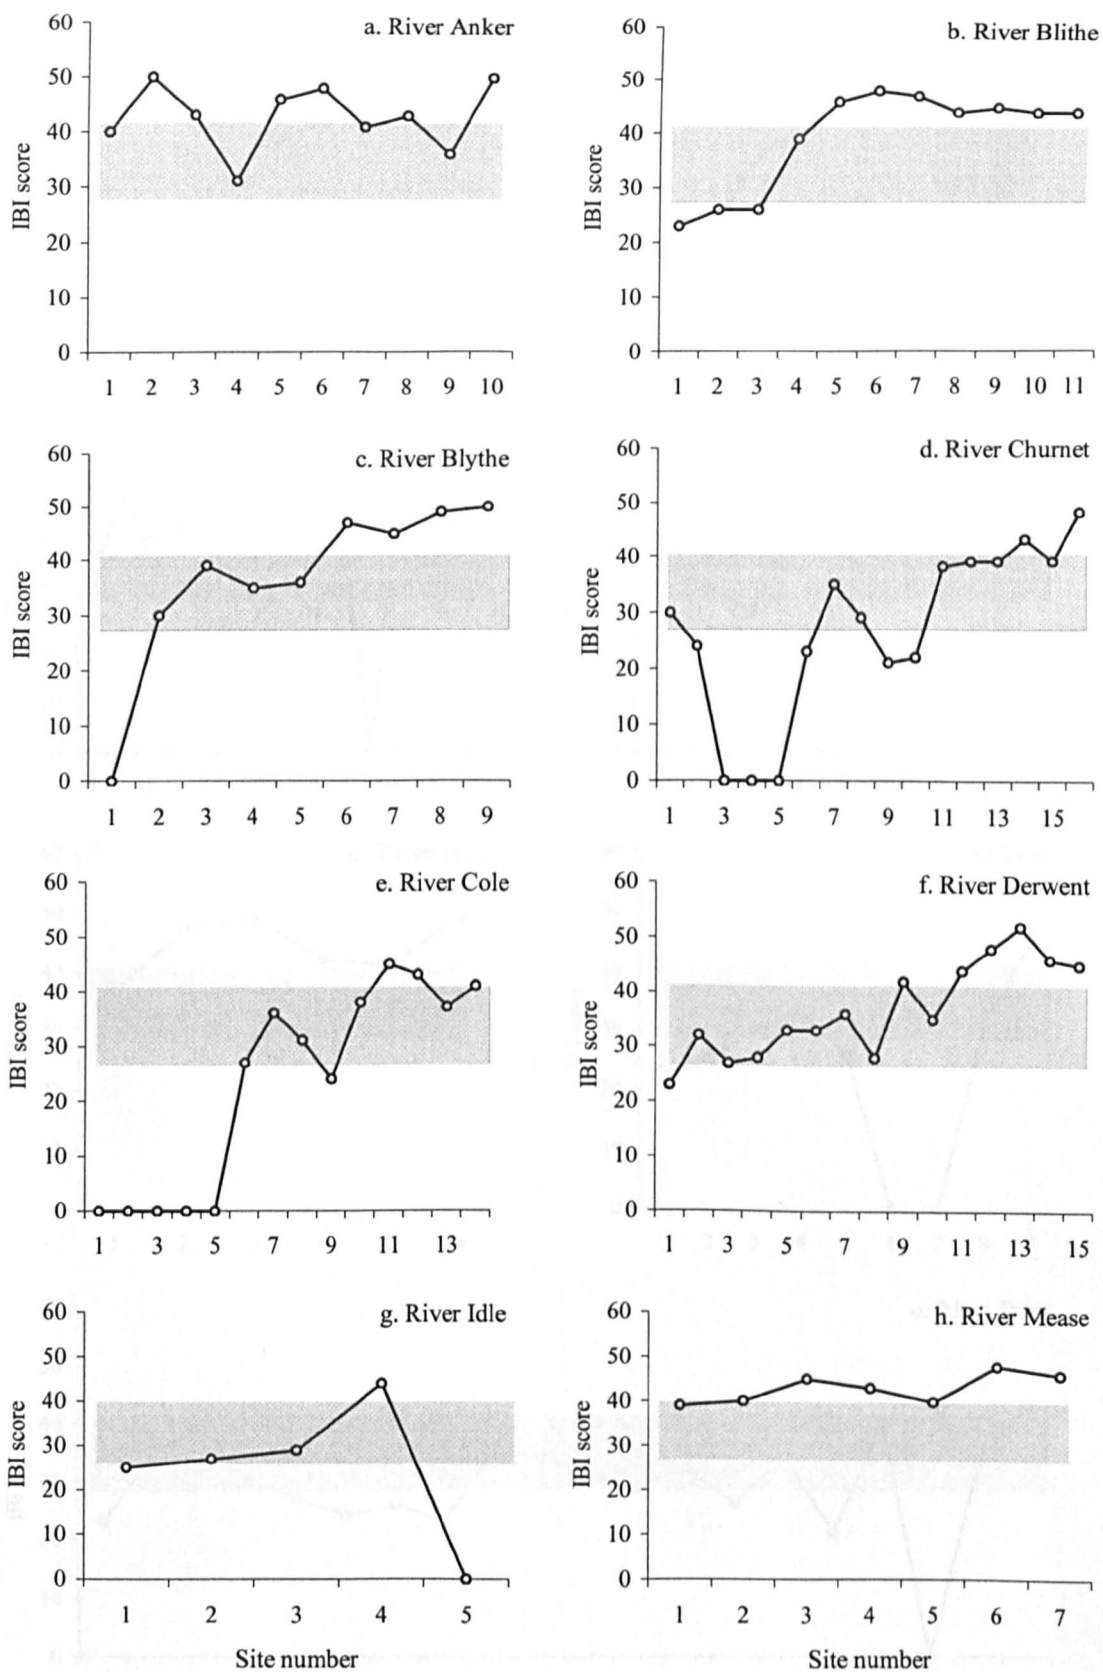 a. River Anker
60
50
40
30
20
10
0
IBI score
1 2 3 4 5 6 7 8 9 10
b. River Blithe
60
50
40
30
20
10
0
IBI score
1 2 3 4 5 6 7 8 9 10 11
c. River Blythe
60
50
40
30
20
10
0
IBI score
1 2 3 4 5 6 7 8 9
d. River Churnet
60
50
40
30
20
10
0
IBI score
1 3 5 7 9 11 13 15
e. River Cole
60
50
40
30
20
10
0
IBI score
1 3 5 7 9 11 13
f. River Derwent
60
50
40
30
20
10
0
IBI score
1 3 5 7 9 11 13 15
g. River Idle
60
50
40
30
20
10
0
IBI score
1 2 3 4 5
Site number
h. River Mease
60
50
40
30
20
10
0
IBI score
1 2 3 4 5 6 7
Site number